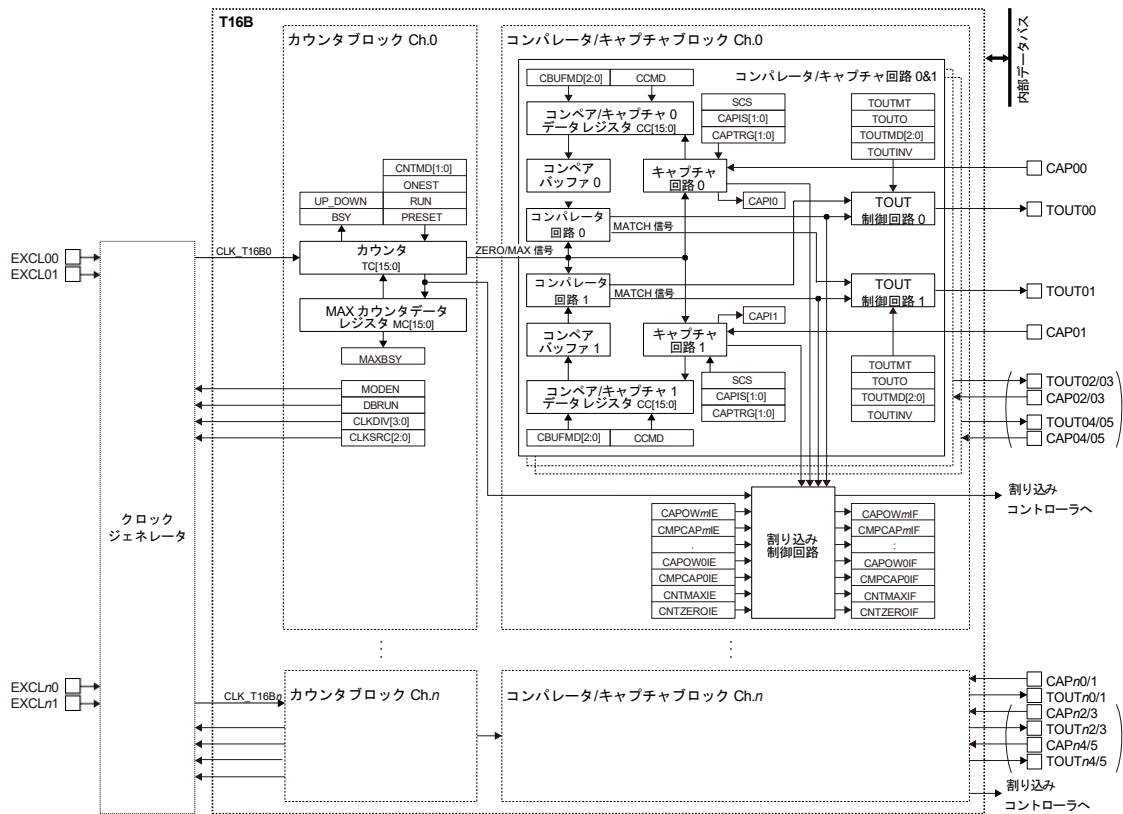 T16B
カウンタブロック Ch.0
コンパレータ/キャプチャブロック Ch.0
内部データバス
コンパレータ/キャプチャ回路 0&1
CBUFMD[2:0]
CCMD
コンペア/キャプチャ 0
データレジスタ CC[15:0]
SCS
CAPIS[1:0]
CAPTRG[1:0]
TOUTMT
TOUTO
TOUTMD[2:0]
TOUTINV
コンペア
バッファ 0
キャプチャ
回路 0
CAPI0
CAP00
CNTMD[1:0]
ONEST
UP_DOWN
RUN
BSY
PRESET
コンパレータ
回路 0
MATCH 信号
TOUT
制御回路 0
TOUT00
EXCL00
EXCL01
CLK_T16B0
カウンタ
TC[15:0]
ZERO/MAX 信号
コンパレータ
回路 1
MATCH 信号
TOUT
制御回路 1
TOUT01
MAX カウンタデータ
レジスタ MC[15:0]
MAXBSY
コンペア
バッファ 1
キャプチャ
回路 1
CAPI1
CAP01
コンペア/キャプチャ 1
データレジスタ CC[15:0]
SCS
CAPIS[1:0]
CAPTRG[1:0]
TOUTMT
TOUTO
TOUTMD[2:0]
TOUTINV
CBUFMD[2:0]
CCMD
MODEN
DBRUN
CLKDIV[3:0]
CLKSRC[2:0]
TOUT02/03
CAP02/03
TOUT04/05
CAP04/05
クロック
ジェネレータ
CAPOWmIE
CMPCAPmIE
:
CAPOW0IE
CMPCAP0IE
CNTMAXIE
CNTZEROIE
割り込み
制御回路
CAPOWmIF
CMPCAPmIF
:
CAPOW0IF
CMPCAP0IF
CNTMAXIF
CNTZEROIF
割り込み
コントローラへ
EXCLn0
EXCLn1
CLK_T16Bn
カウンタブロック Ch.n
コンパレータ/キャプチャブロック Ch.n
CAPn0/1
TOUTn0/1
CAPn2/3
TOUTn2/3
CAPn4/5
TOUTn4/5
割り込み
コントローラへ